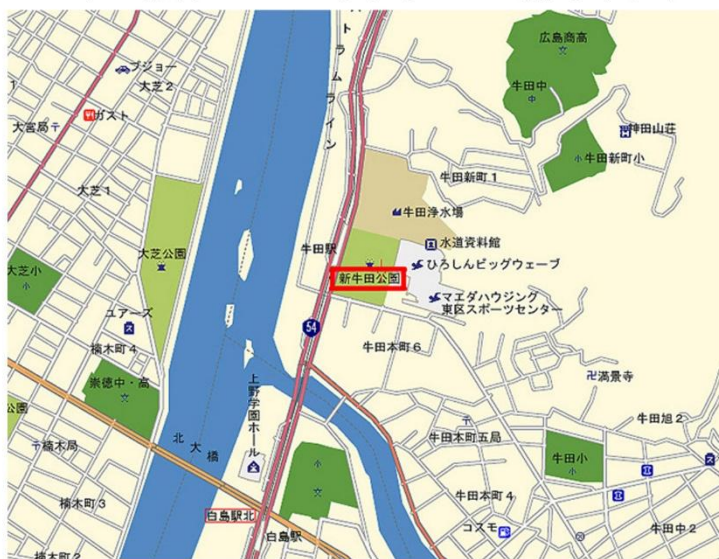 ストラムライン
広島商高
プジョー
大芝2
牛田中
中
ガスト
大宮局〒
神田山荘
小 牛田新町小
牛田新町1
大芝1
牛田浄水場
水道資料館
牛田駅
大芝公園
ひろしんビッグウェーブ
新牛田公園
大芝小
小
マエダハウジング
東区スポーツセンター
ユアーズ
54
楠木町4
牛田本町6
満景寺
崇徳中・高
文
上野学園ホール
牛田旭2
公園
〒
牛田本町五局
北大橋
〒楠木局
牛田小
小
小
文
牛田本町4
楠木町3
白島駅北
コスモ
牛田中2
白島駅
楠木町2